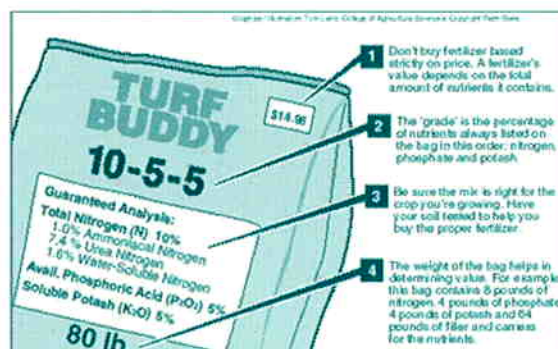 1
Don't buy fertilizer based
strictly on price. A fertilizer's
value depends on the total
amount of nutrients it contains.
TURF
BUDDY
$14.96
10-5-5
2
The 'grade' is the percentage
of nutrients always listed on
the bag in this order: nitrogen,
phosphate and potash.
Guaranteed Analysis:
Total Nitrogen (N) 10%
1.0% Ammoniacal Nitrogen
7.4% Urea Nitrogen
1.6% Water-Soluble Nitrogen
Avail. Phosphoric Acid (P₂O₅) 5%
Soluble Potash (K₂O) 5%
80 lb
3
Be sure the mix is right for the
crop you're growing. Have
your soil tested to help you
buy the proper fertilizer.
4
The weight of the bag helps in
determining value. For example
this bag contains 8 pounds of
nitrogen, 4 pounds of phosphate
4 pounds of potash and 64
pounds of filler and carriers
for the nutrients.